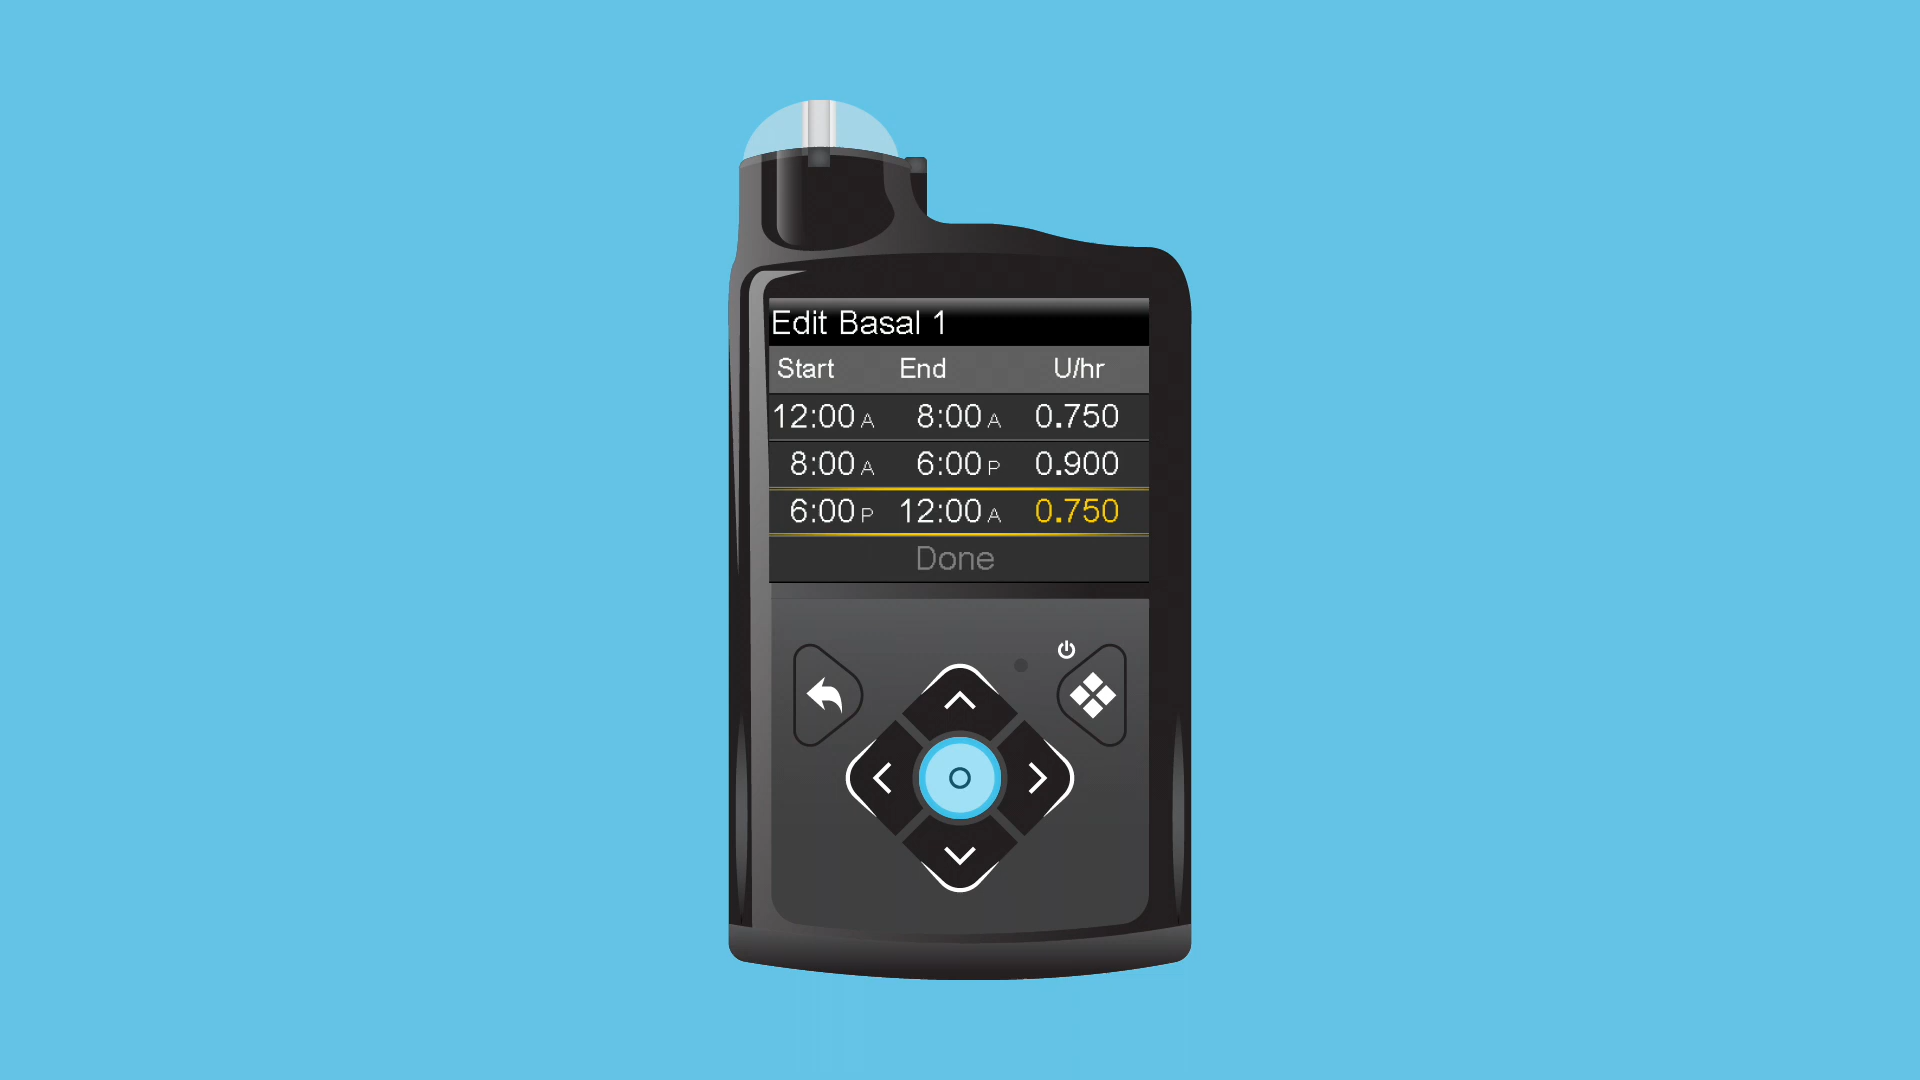 Edit Basal 1
Start End U/hr
12:00 A 8:00 A 0.750
8:00 A 6:00 P 0.900
6:00 P 12:00 A 0.750
Done